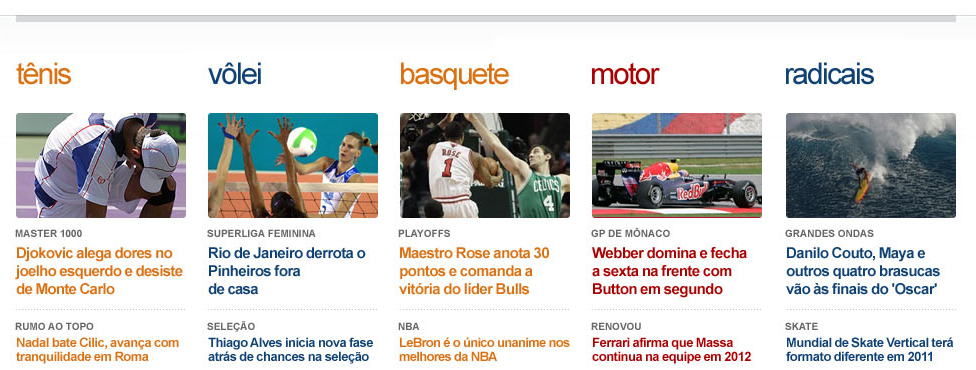 tênis
vôlei
basquete
motor
radicais
ROSE
1
CELTICS
4
Red Bull
MASTER 1000
Djokovic alega dores no
joelho esquerdo e desiste
de Monte Carlo
SUPERLIGA FEMININA
Rio de Janeiro derrota o
Pinheiros fora
de casa
PLAYOFFS
Maestro Rose anota 30
pontos e comanda a
vitória do líder Bulls
GP DE MÔNACO
Webber domina e fecha
a sexta na frente com
Button em segundo
GRANDES ONDAS
Danilo Couto, Maya e
outros quatro brasucas
vão às finais do 'Oscar'
RUMO AO TOPO
Nadal bate Cilic, avança com
tranquilidade em Roma
SELEÇÃO
Thiago Alves inicia nova fase
atrás de chances na seleção
NBA
LeBron é o único unanime nos
melhores da NBA
RENOVOU
Ferrari afirma que Massa
continua na equipe em 2012
SKATE
Mundial de Skate Vertical terá
formato diferente em 2011